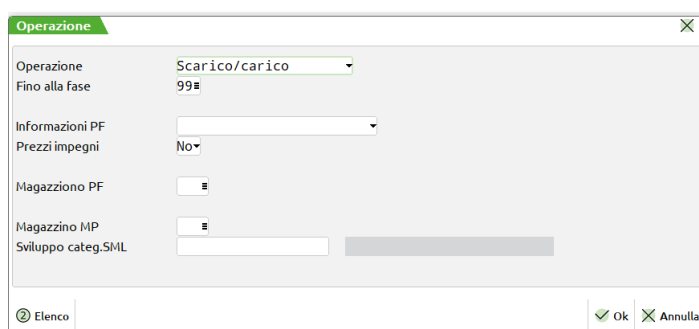 Operazione
Operazione Scarico/carico
Fino alla fase 99
Informazioni PF
Prezzi impegni No
Magazziono PF
Magazzino MP
Sviluppo categ.SML
2 Elenco Ok Annulla